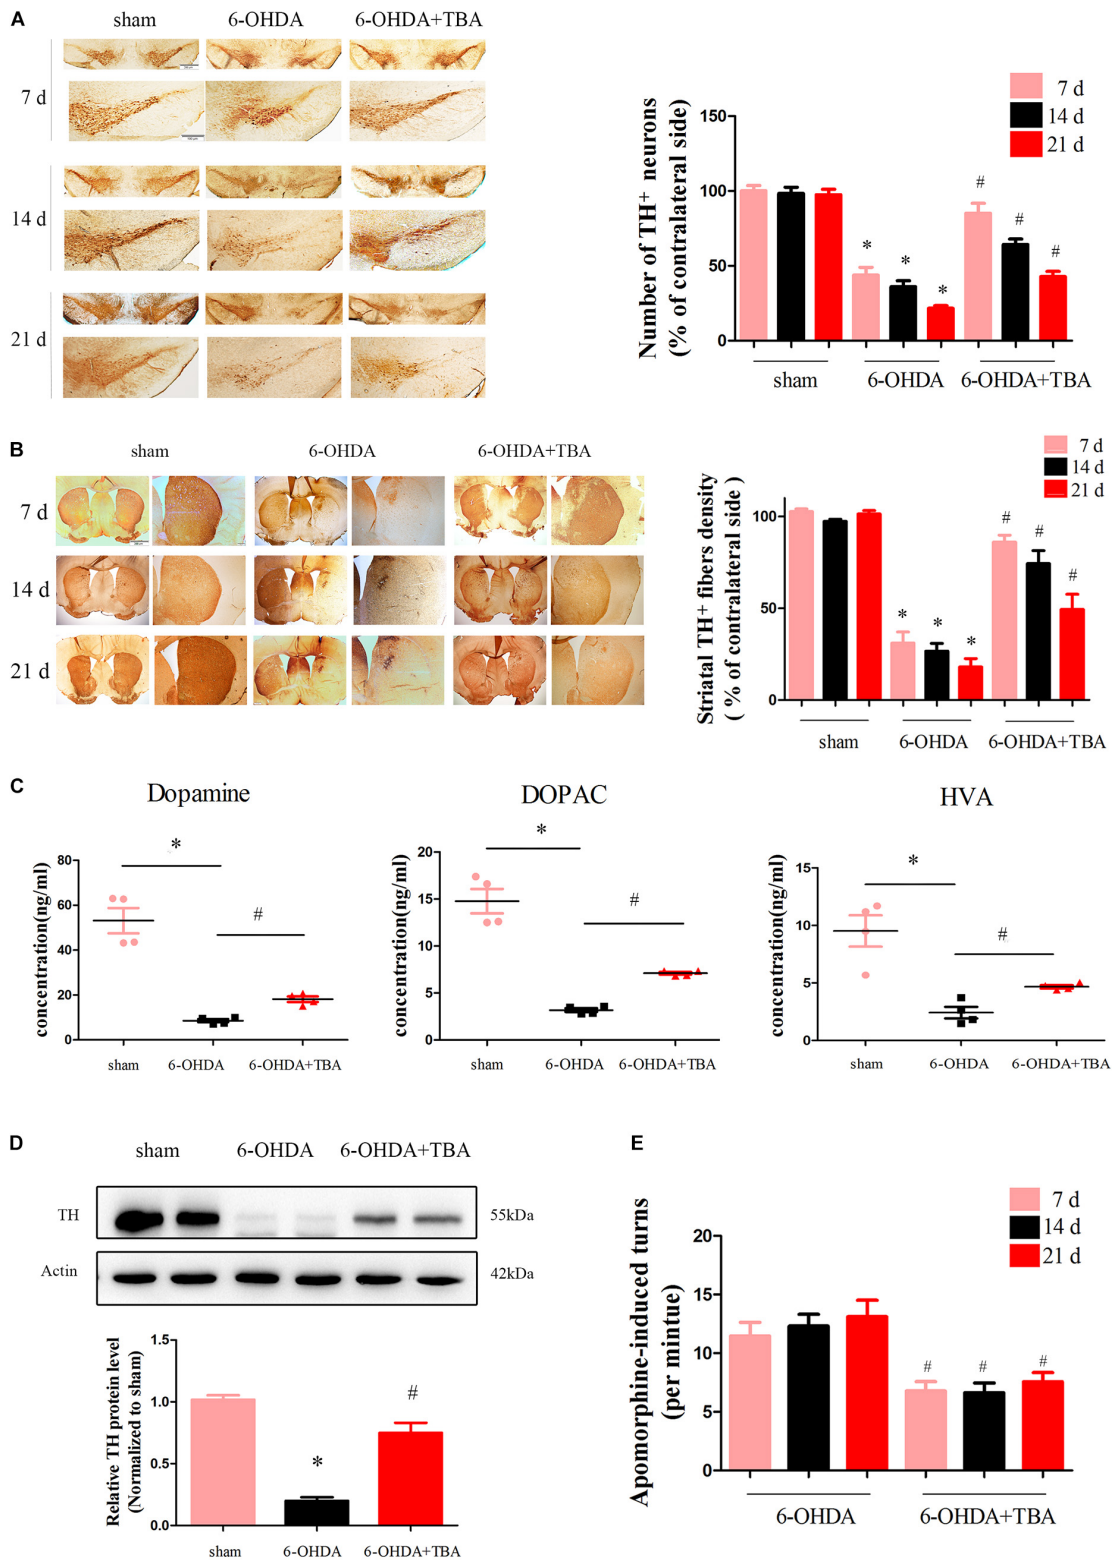 A
sham 6-OHDA 6-OHDA+TBA
7 d
14 d
21 d
7 d
14 d
21 d
Number of TH+ neurons
(% of contralateral side)
150
100
50
0
# # #
* * *
sham 6-OHDA 6-OHDA+TBA
B
sham 6-OHDA 6-OHDA+TBA
7 d
14 d
21 d
7 d
14 d
21 d
Striatal TH+ fibers density
( % of contralateral side )
100
50
0
# # #
* * *
sham 6-OHDA 6-OHDA+TBA
C
Dopamine
concentration(ng/ml)
80
60
40
20
0
*
#
sham 6-OHDA 6-OHDA+TBA
DOPAC
concentration(ng/ml)
20
15
10
5
0
*
#
sham 6-OHDA 6-OHDA+TBA
HVA
concentration(ng/ml)
15
10
5
0
*
#
sham 6-OHDA 6-OHDA+TBA
D
sham 6-OHDA 6-OHDA+TBA
TH 55kDa
Actin 42kDa
Relative TH protein level
(Normalized to sham)
1.5
1.0
0.5
0.0
*
#
sham 6-OHDA 6-OHDA+TBA
E
7 d
14 d
21 d
Apomorphine-induced turns
(per mintue)
20
15
10
5
0
# # #
6-OHDA 6-OHDA+TBA